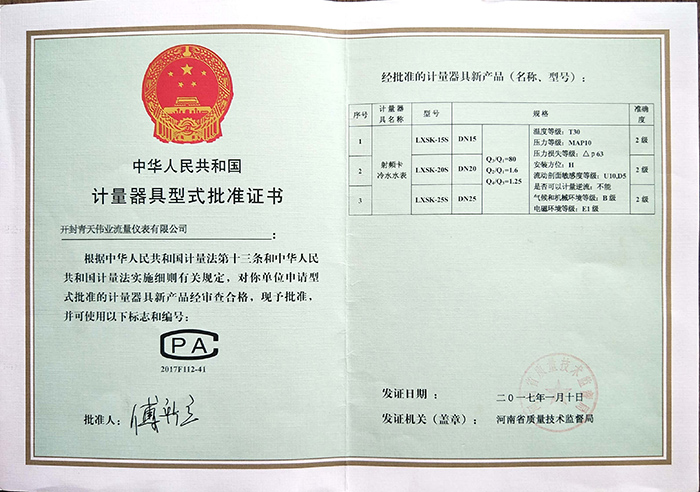 中华人民共和国
计量器具型式批准证书
开封青天伟业流量仪表有限公司
根据中华人民共和国计量法第十三条和中华人民
共和国计量法实施细则有关规定，对你单位申请型
式批准的计量器具新产品经审查合格，现予批准，
并可使用以下标志和编号：
CPA
2017F112-41
批准人：
经批准的计量器具新产品（名称、型号）：
序号 计量器具名称 型号 规格 准确度
1 LXSK-15S DN15 2级
2 射频卡冷水水表 LXSK-20S DN20 2级
3 LXSK-25S DN25 2级
Q₃/Q₁=80
Q₂/Q₁=1.6
Q₄/Q₃=1.25
温度等级：T30
压力等级：MAP10
压力损失等级：△p63
安装方位：H
流动剖面敏感度等级：U10,D5
是否可以计量逆流：不能
气候和机械环境等级：B级
电磁环境等级：E1级
发证日期： 二○一七年一月十日
发证机关（盖章）： 河南省质量技术监督局